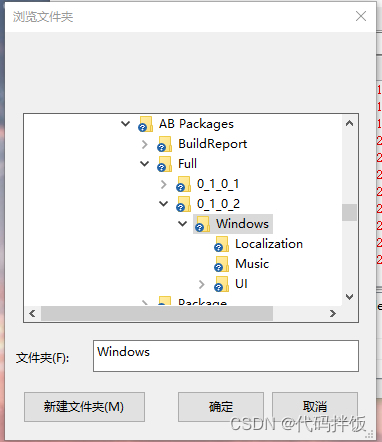 浏览文件夹
AB Packages
BuildReport
Full
0_1_0_1
0_1_0_2
Windows
Localization
Music
UI
Package
文件夹(F):
Windows
新建文件夹(M)
确定
取消
CSDN @代码拌饭